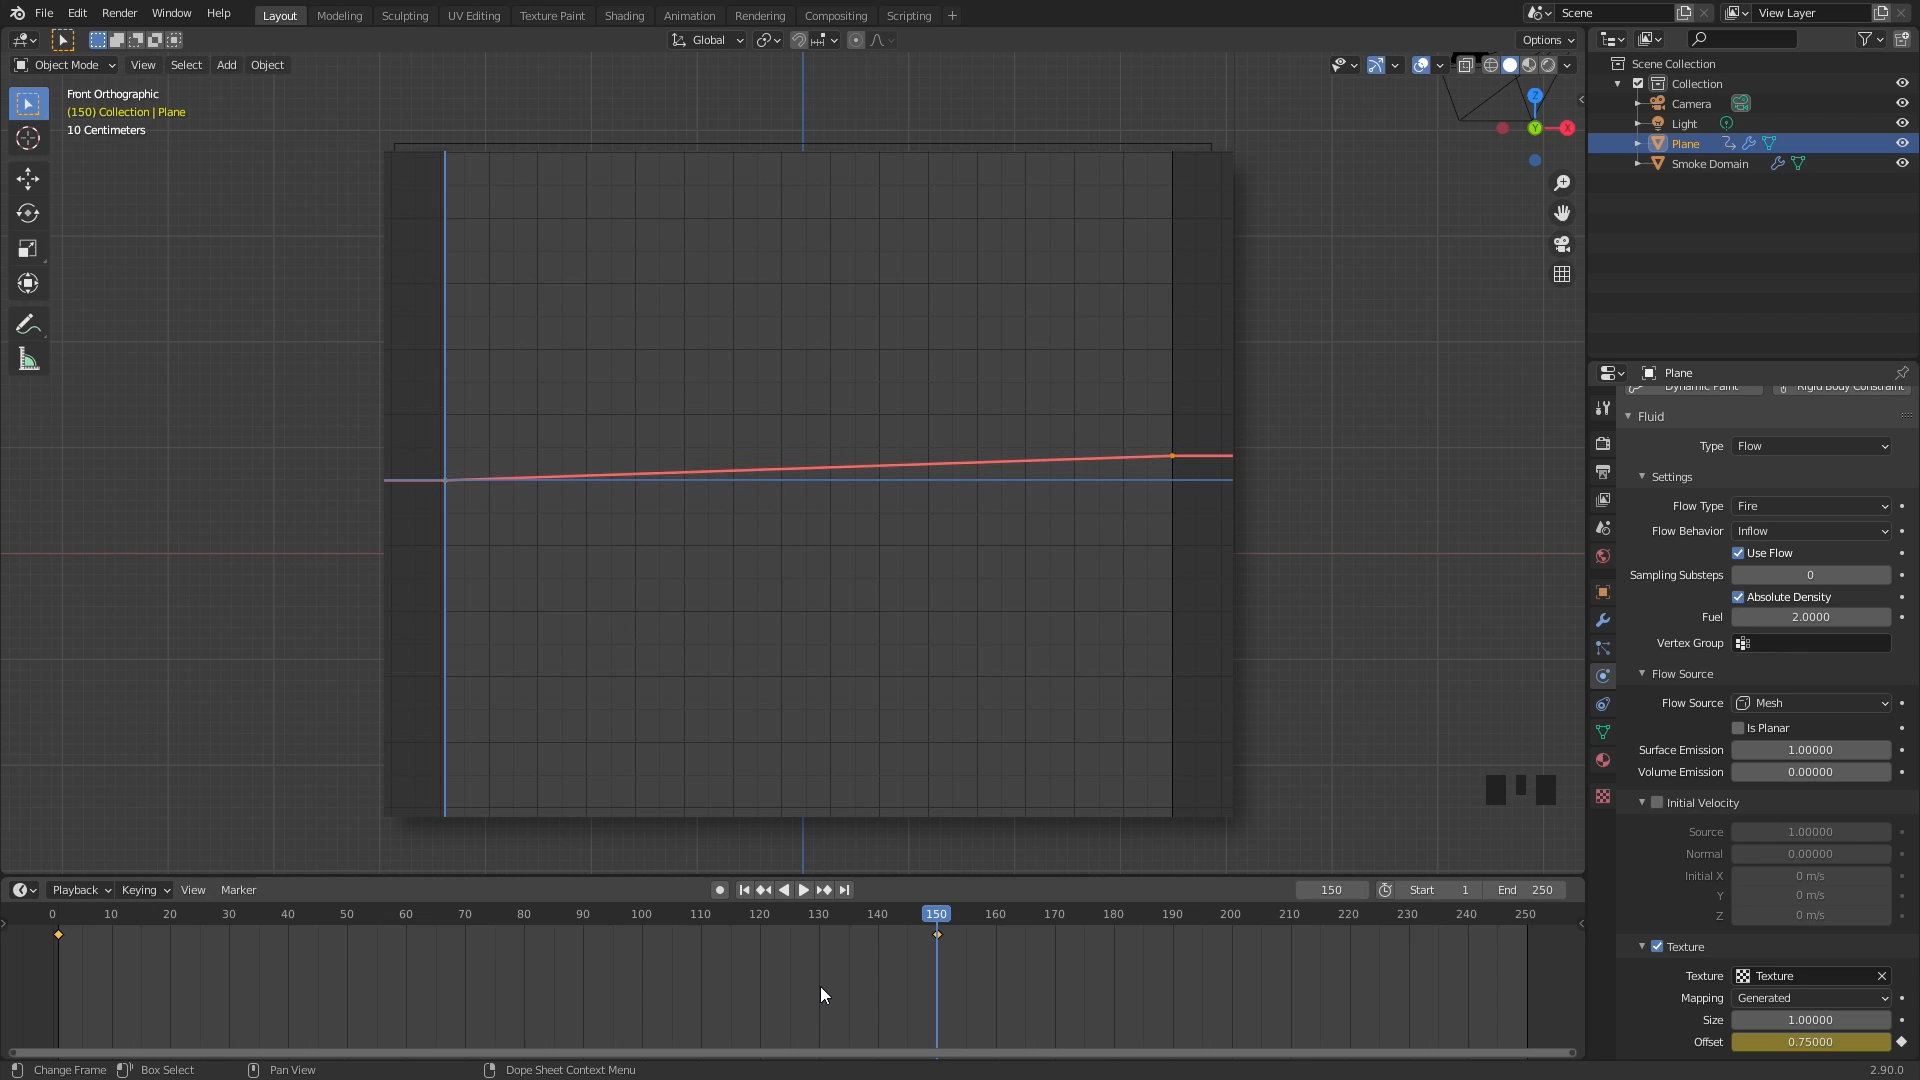 File Edit Render Window Help
Layout Modeling Sculpting UV Editing Texture Paint Shading Animation Rendering Compositing Scripting +
Scene
View Layer
Global
Options
Object Mode View Select Add Object
Front Orthographic
(150) Collection | Plane
10 Centimeters
Z
Y
X
Scene Collection
Collection
Camera
Light
Plane
Smoke Domain
Plane
Dynamic Paint Rigid Body Constraint
Fluid
Type Flow
Settings
Flow Type Fire
Flow Behavior Inflow
Use Flow
Sampling Substeps 0
Absolute Density
Fuel 2.0000
Vertex Group
Flow Source
Flow Source Mesh
Is Planar
Surface Emission 1.00000
Volume Emission 0.00000
Initial Velocity
Source 1.00000
Normal 0.00000
Initial X 0 m/s
Y 0 m/s
Z 0 m/s
Texture
Texture Texture
Mapping Generated
Size 1.00000
Offset 0.75000
Playback Keying View Marker
150 Start 1 End 250
0 10 20 30 40 50 60 70 80 90 100 110 120 130 140 150 160 170 180 190 200 210 220 230 240 250
Change Frame Box Select Pan View Dope Sheet Context Menu 2.90.0